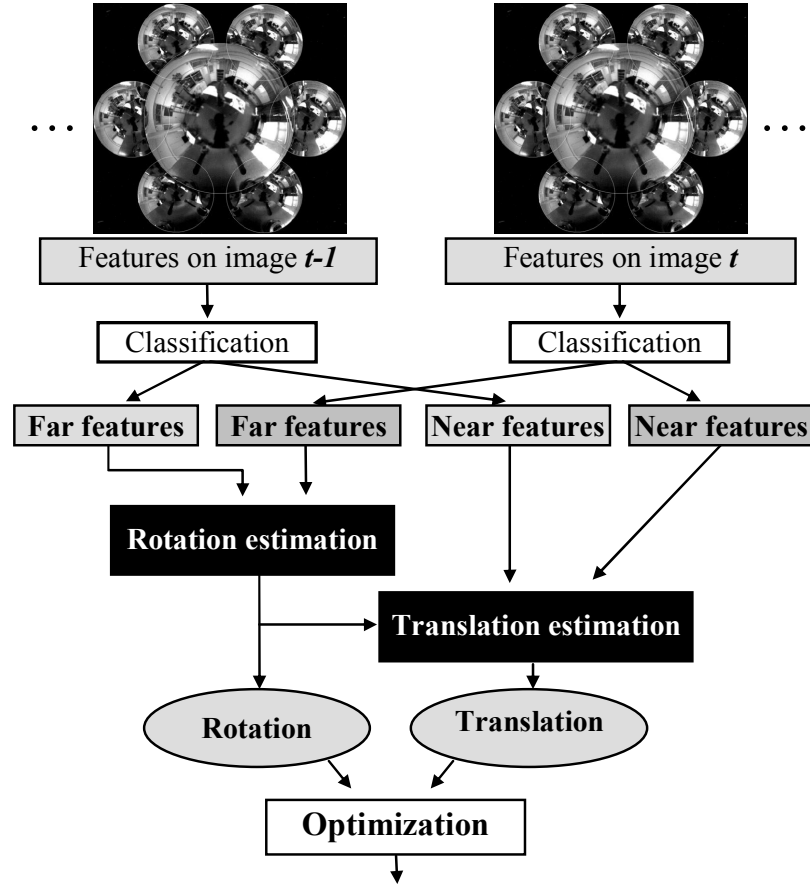 ... ...
Features on image t-1
Features on image t
Classification
Classification
Far features
Far features
Near features
Near features
Rotation estimation
Translation estimation
Rotation
Translation
Optimization